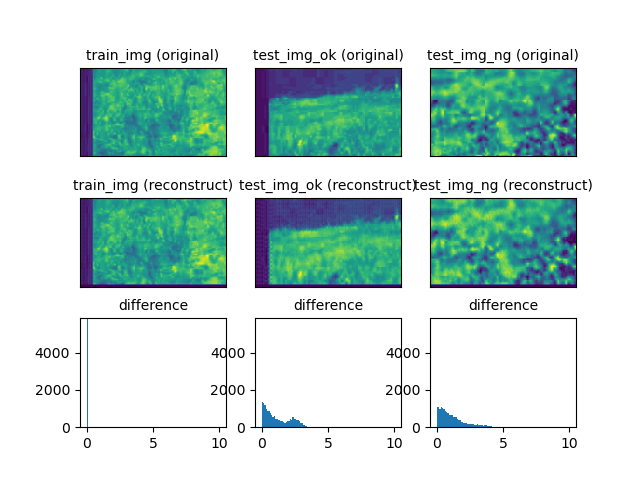 train_img (original) test_img_ok (original) test_img_ng (original)
train_img (reconstruct) test_img_ok (reconstruct) test_img_ng (reconstruct)
difference difference difference
4000 4000 4000
2000 2000 2000
0 0 0
0 5 10 0 5 10 0 5 10